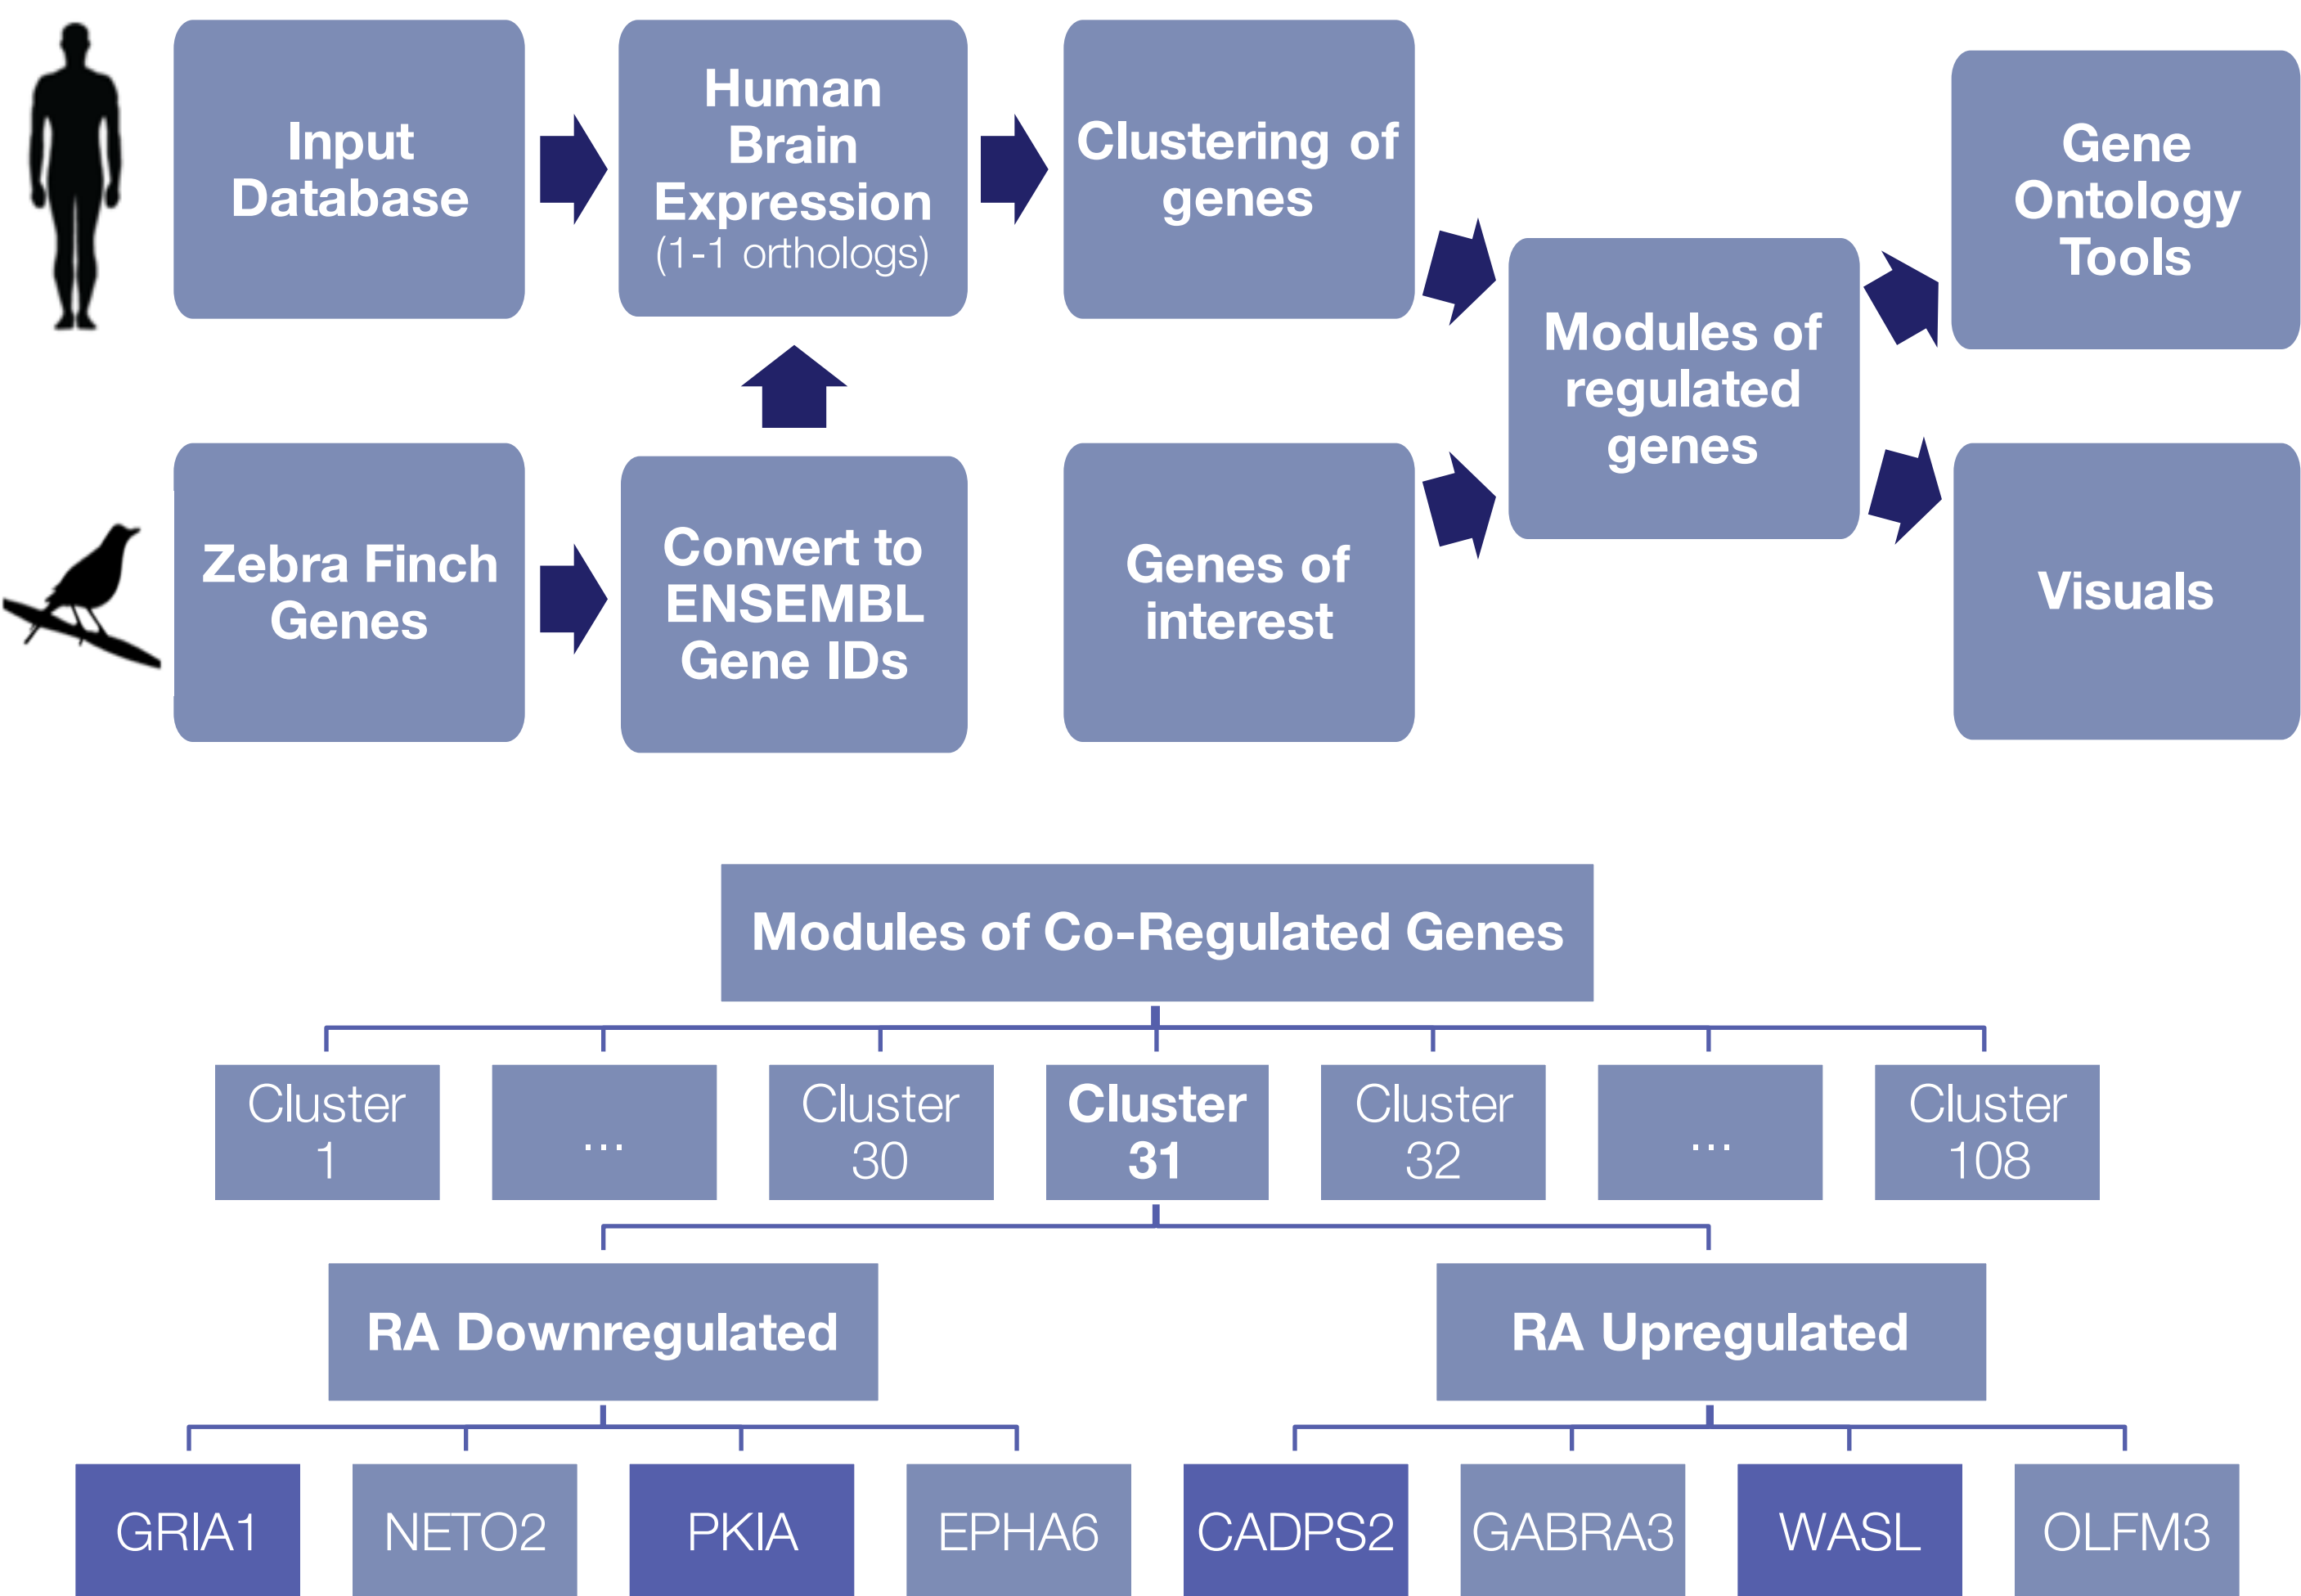 Input
Database
Human
Brain
Expression
(1-1 orthologs)
Clustering of
genes
Modules of
regulated
genes
Gene
Ontology
Tools
Zebra Finch
Genes
Convert to
ENSEMBL
Gene IDs
Genes of
interest
Visuals
Modules of Co-Regulated Genes
Cluster
1
...
Cluster
30
Cluster
31
Cluster
32
...
Cluster
108
RA Downregulated
RA Upregulated
GRIA1
NETO2
PKIA
EPHA6
CADPS2
GABRA3
WASL
OLFM3